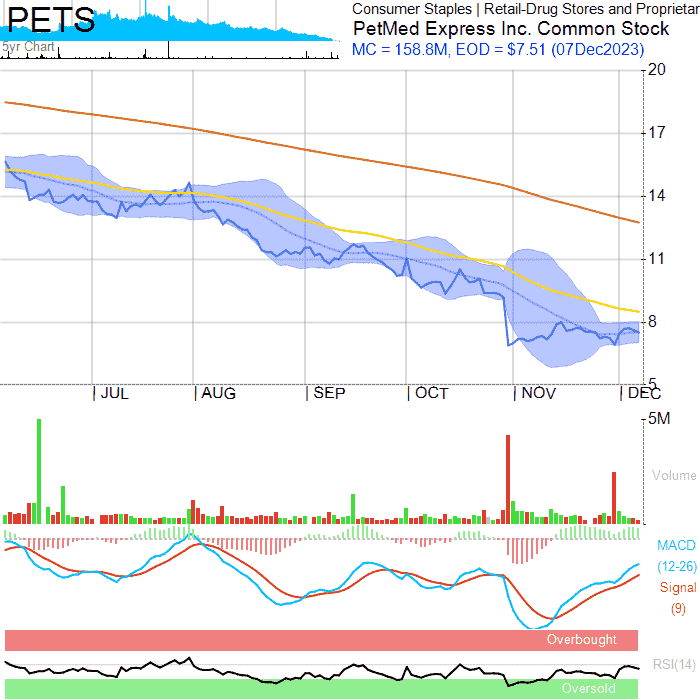 PETS
5yr Chart
Consumer Staples | Retail-Drug Stores and Proprietar
PetMed Express Inc. Common Stock
MC = 158.8M, EOD = $7.51 (07Dec2023)
20
17
14
11
8
5
JUL AUG SEP OCT NOV DEC
5M
Volume
MACD
(12-26)
Signal
(9)
Overbought
RSI(14)
Oversold